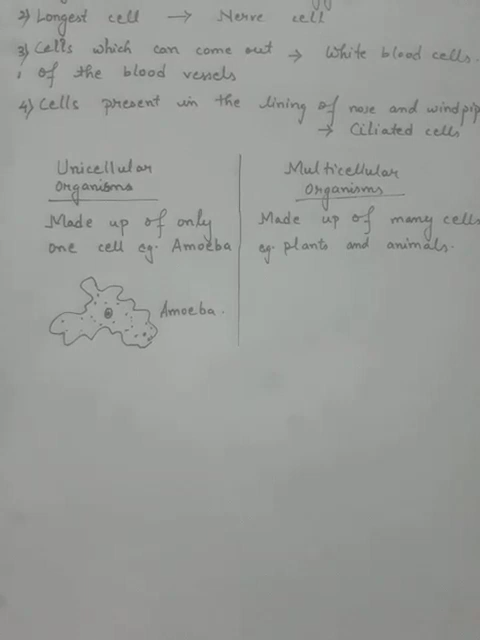 2) Longest cell → Nerve cell
3) Cells which can come out → White blood cells.
of the blood vessels
4) Cells present in the lining of nose and windpip
→ Ciliated cells
Unicellular
Organisms
Made up of only
one cell eg. Amoeba
Amoeba.
Multicellular
Organisms
Made up of many cells
eg. plants and animals.